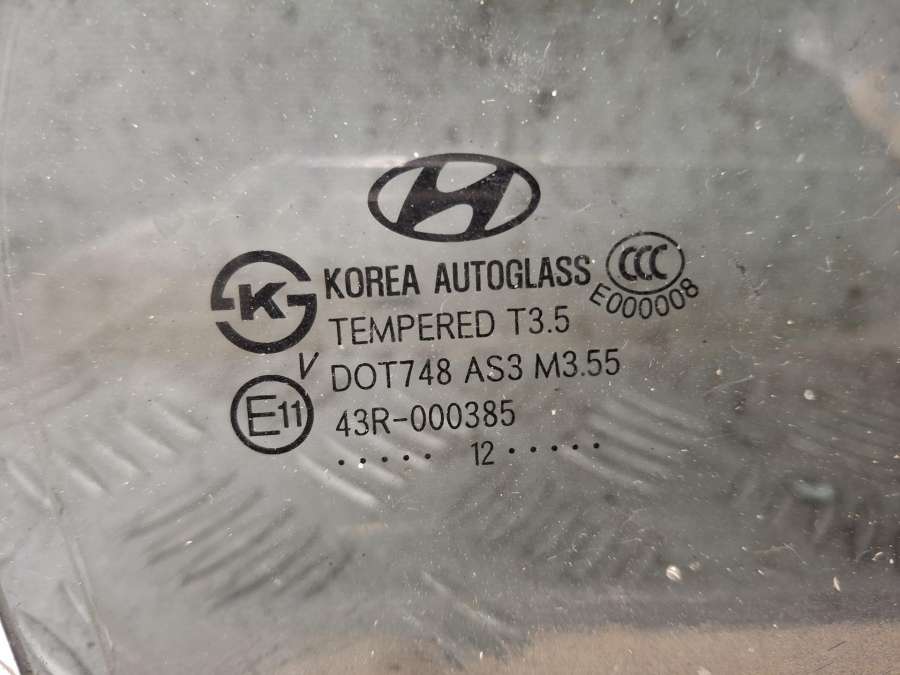 KOREA AUTOGLASS
CCC
E000008
K
TEMPERED T3.5
V
DOT748 AS3 M3.55
E11
43R-000385
..... 12 .....